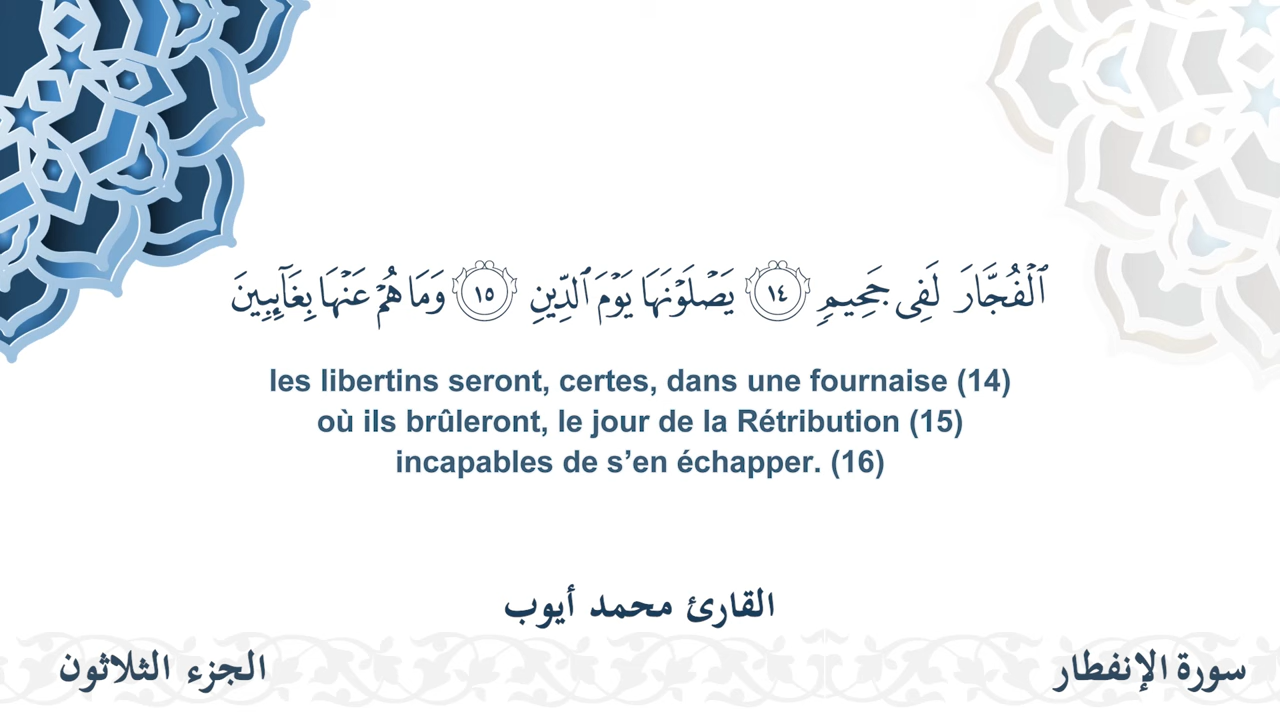 ٱلۡفُجَّارَ لَفِي جَحِيمٖ ١٤ يَصۡلَوۡنَهَا يَوۡمَ ٱلدِّينِ ١٥ وَمَا هُمۡ عَنۡهَا بِغَآئِبِينَ
les libertins seront, certes, dans une fournaise (14)
où ils brûleront, le jour de la Rétribution (15)
incapables de s’en échapper. (16)
القارئ محمد أيوب
سورة الإنفطار
الجزء الثلاثون